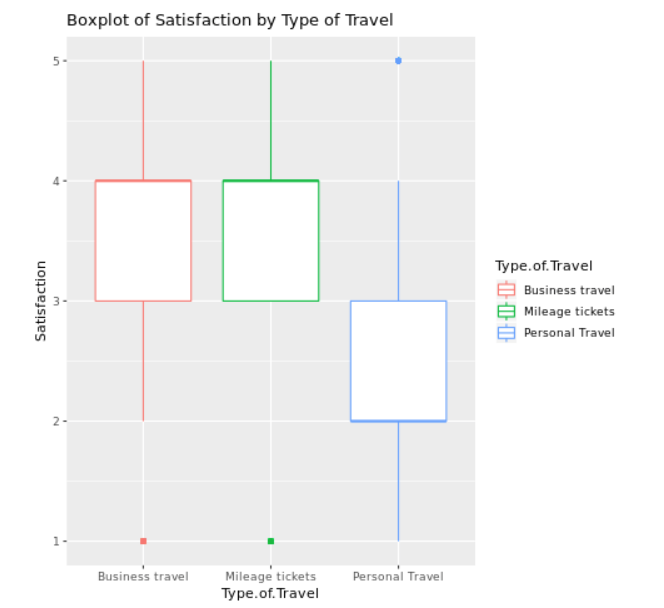 Boxplot of Satisfaction by Type of Travel
5
4
3
2
1
Satisfaction
Business travel
Mileage tickets
Personal Travel
Type.of.Travel
Type.of.Travel
Business travel
Mileage tickets
Personal Travel